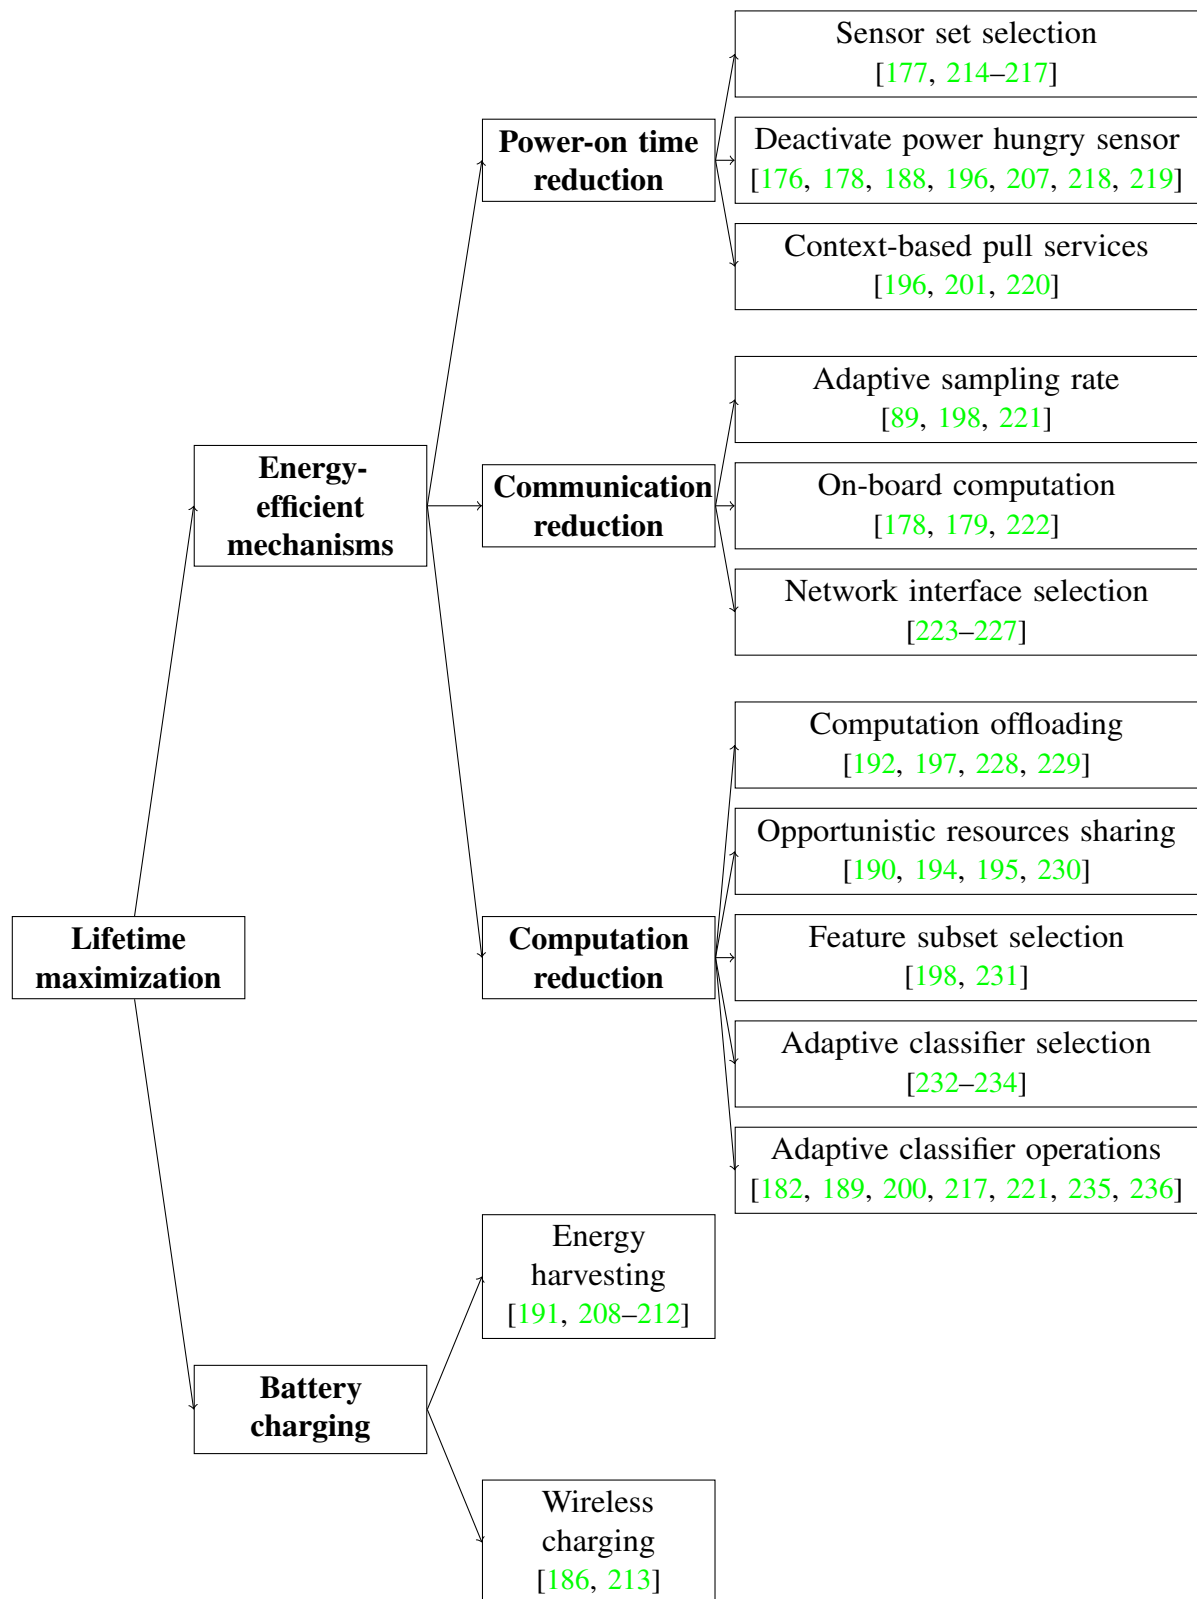 Sensor set selection
[177, 214–217]
Power-on time
reduction
Deactivate power hungry sensor
[176, 178, 188, 196, 207, 218, 219]
Context-based pull services
[196, 201, 220]
Adaptive sampling rate
[89, 198, 221]
Energy-
efficient
mechanisms
Communication
reduction
On-board computation
[178, 179, 222]
Network interface selection
[223–227]
Computation offloading
[192, 197, 228, 229]
Opportunistic resources sharing
[190, 194, 195, 230]
Lifetime
maximization
Computation
reduction
Feature subset selection
[198, 231]
Adaptive classifier selection
[232–234]
Adaptive classifier operations
[182, 189, 200, 217, 221, 235, 236]
Energy
harvesting
[191, 208–212]
Battery
charging
Wireless
charging
[186, 213]